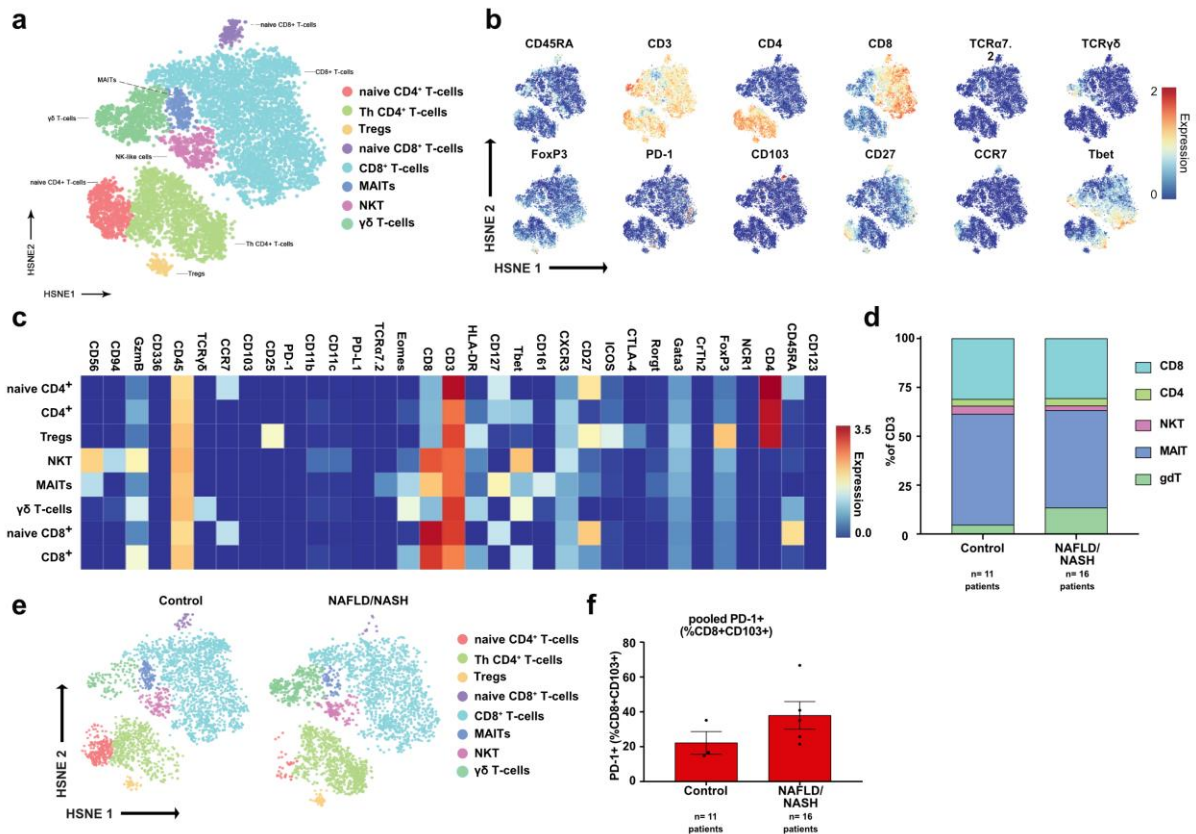 a
naive CD8+ T-cells
MAITs
CD8+ T-cells
γδ T-cells
NK-like cells
naive CD4+ T-cells
Th CD4+ T-cells
Tregs
HSNE2
HSNE1
naive CD4⁺ T-cells
Th CD4⁺ T-cells
Tregs
naive CD8⁺ T-cells
CD8⁺ T-cells
MAITs
NKT
γδ T-cells
b
CD45RA
CD3
CD4
CD8
TCRα7.
2
TCRγδ
FoxP3
PD-1
CD103
CD27
CCR7
Tbet
HSNE 2
HSNE 1
2
0
Expression
c
CD56
CD94
GzmB
CD336
CD45
TCRγδ
CCR7
CD103
CD25
PD-1
CD11b
CD11c
PD-L1
TCRα7.2
Eomes
CD8
CD3
HLA-DR
CD127
Tbet
CD161
CXCR3
CD27
ICOS
CTLA-4
Rorgt
Gata3
CrTh2
FoxP3
NCR1
CD4
CD45RA
CD123
naive CD4⁺
CD4⁺
Tregs
NKT
MAITs
γδ T-cells
naive CD8⁺
CD8⁺
3.5
0.0
Expression
d
%of CD3
100
75
50
25
0
Control
n= 11
patients
NAFLD/
NASH
n= 16
patients
CD8
CD4
NKT
MAIT
gdT
e
Control
NAFLD/NASH
HSNE 2
HSNE 1
naive CD4⁺ T-cells
Th CD4⁺ T-cells
Tregs
naive CD8⁺ T-cells
CD8⁺ T-cells
MAITs
NKT
γδ T-cells
f
pooled PD-1+
(%CD8+CD103+)
PD-1+ (%CD8+CD103+)
80
60
40
20
0
Control
n= 11
patients
NAFLD/
NASH
n= 16
patients